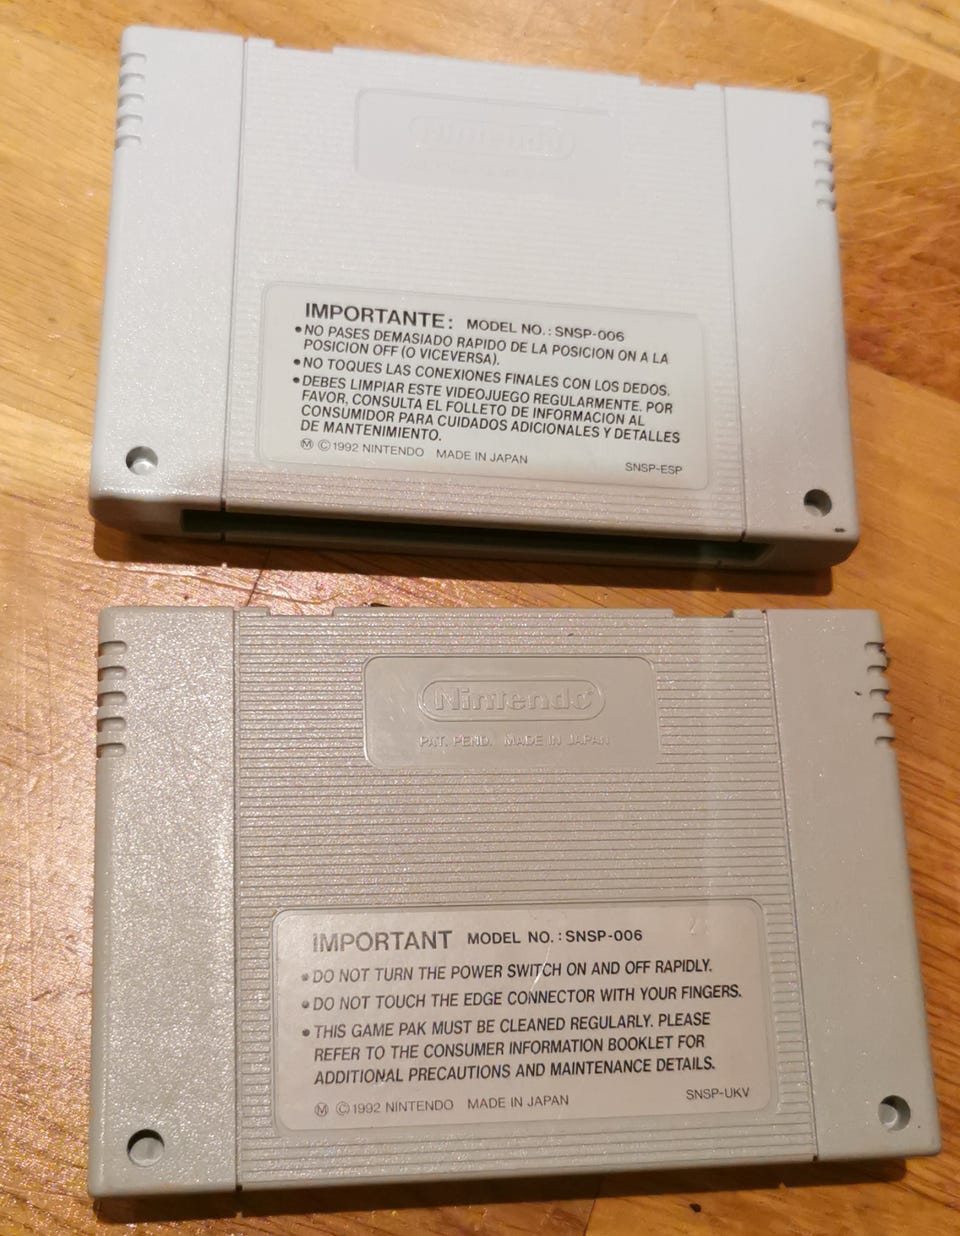 Nintendo
IMPORTANTE: MODEL NO.: SNSP-006
•NO PASES DEMASIADO RAPIDO DE LA POSICION ON A LA
POSICION OFF (O VICEVERSA).
•NO TOQUES LAS CONEXIONES FINALES CON LOS DEDOS.
•DEBES LIMPIAR ESTE VIDEOJUEGO REGULARMENTE. POR
FAVOR, CONSULTA EL FOLLETO DE INFORMACION AL
CONSUMIDOR PARA CUIDADOS ADICIONALES Y DETALLES
DE MANTENIMIENTO.
Ⓜ ©1992 NINTENDO MADE IN JAPAN SNSP-ESP
Nintendo
PAT. PEND. MADE IN JAPAN
IMPORTANT MODEL NO.: SNSP-006
•DO NOT TURN THE POWER SWITCH ON AND OFF RAPIDLY.
•DO NOT TOUCH THE EDGE CONNECTOR WITH YOUR FINGERS.
•THIS GAME PAK MUST BE CLEANED REGULARLY. PLEASE
REFER TO THE CONSUMER INFORMATION BOOKLET FOR
ADDITIONAL PRECAUTIONS AND MAINTENANCE DETAILS.
Ⓜ ©1992 NINTENDO MADE IN JAPAN SNSP-UKV